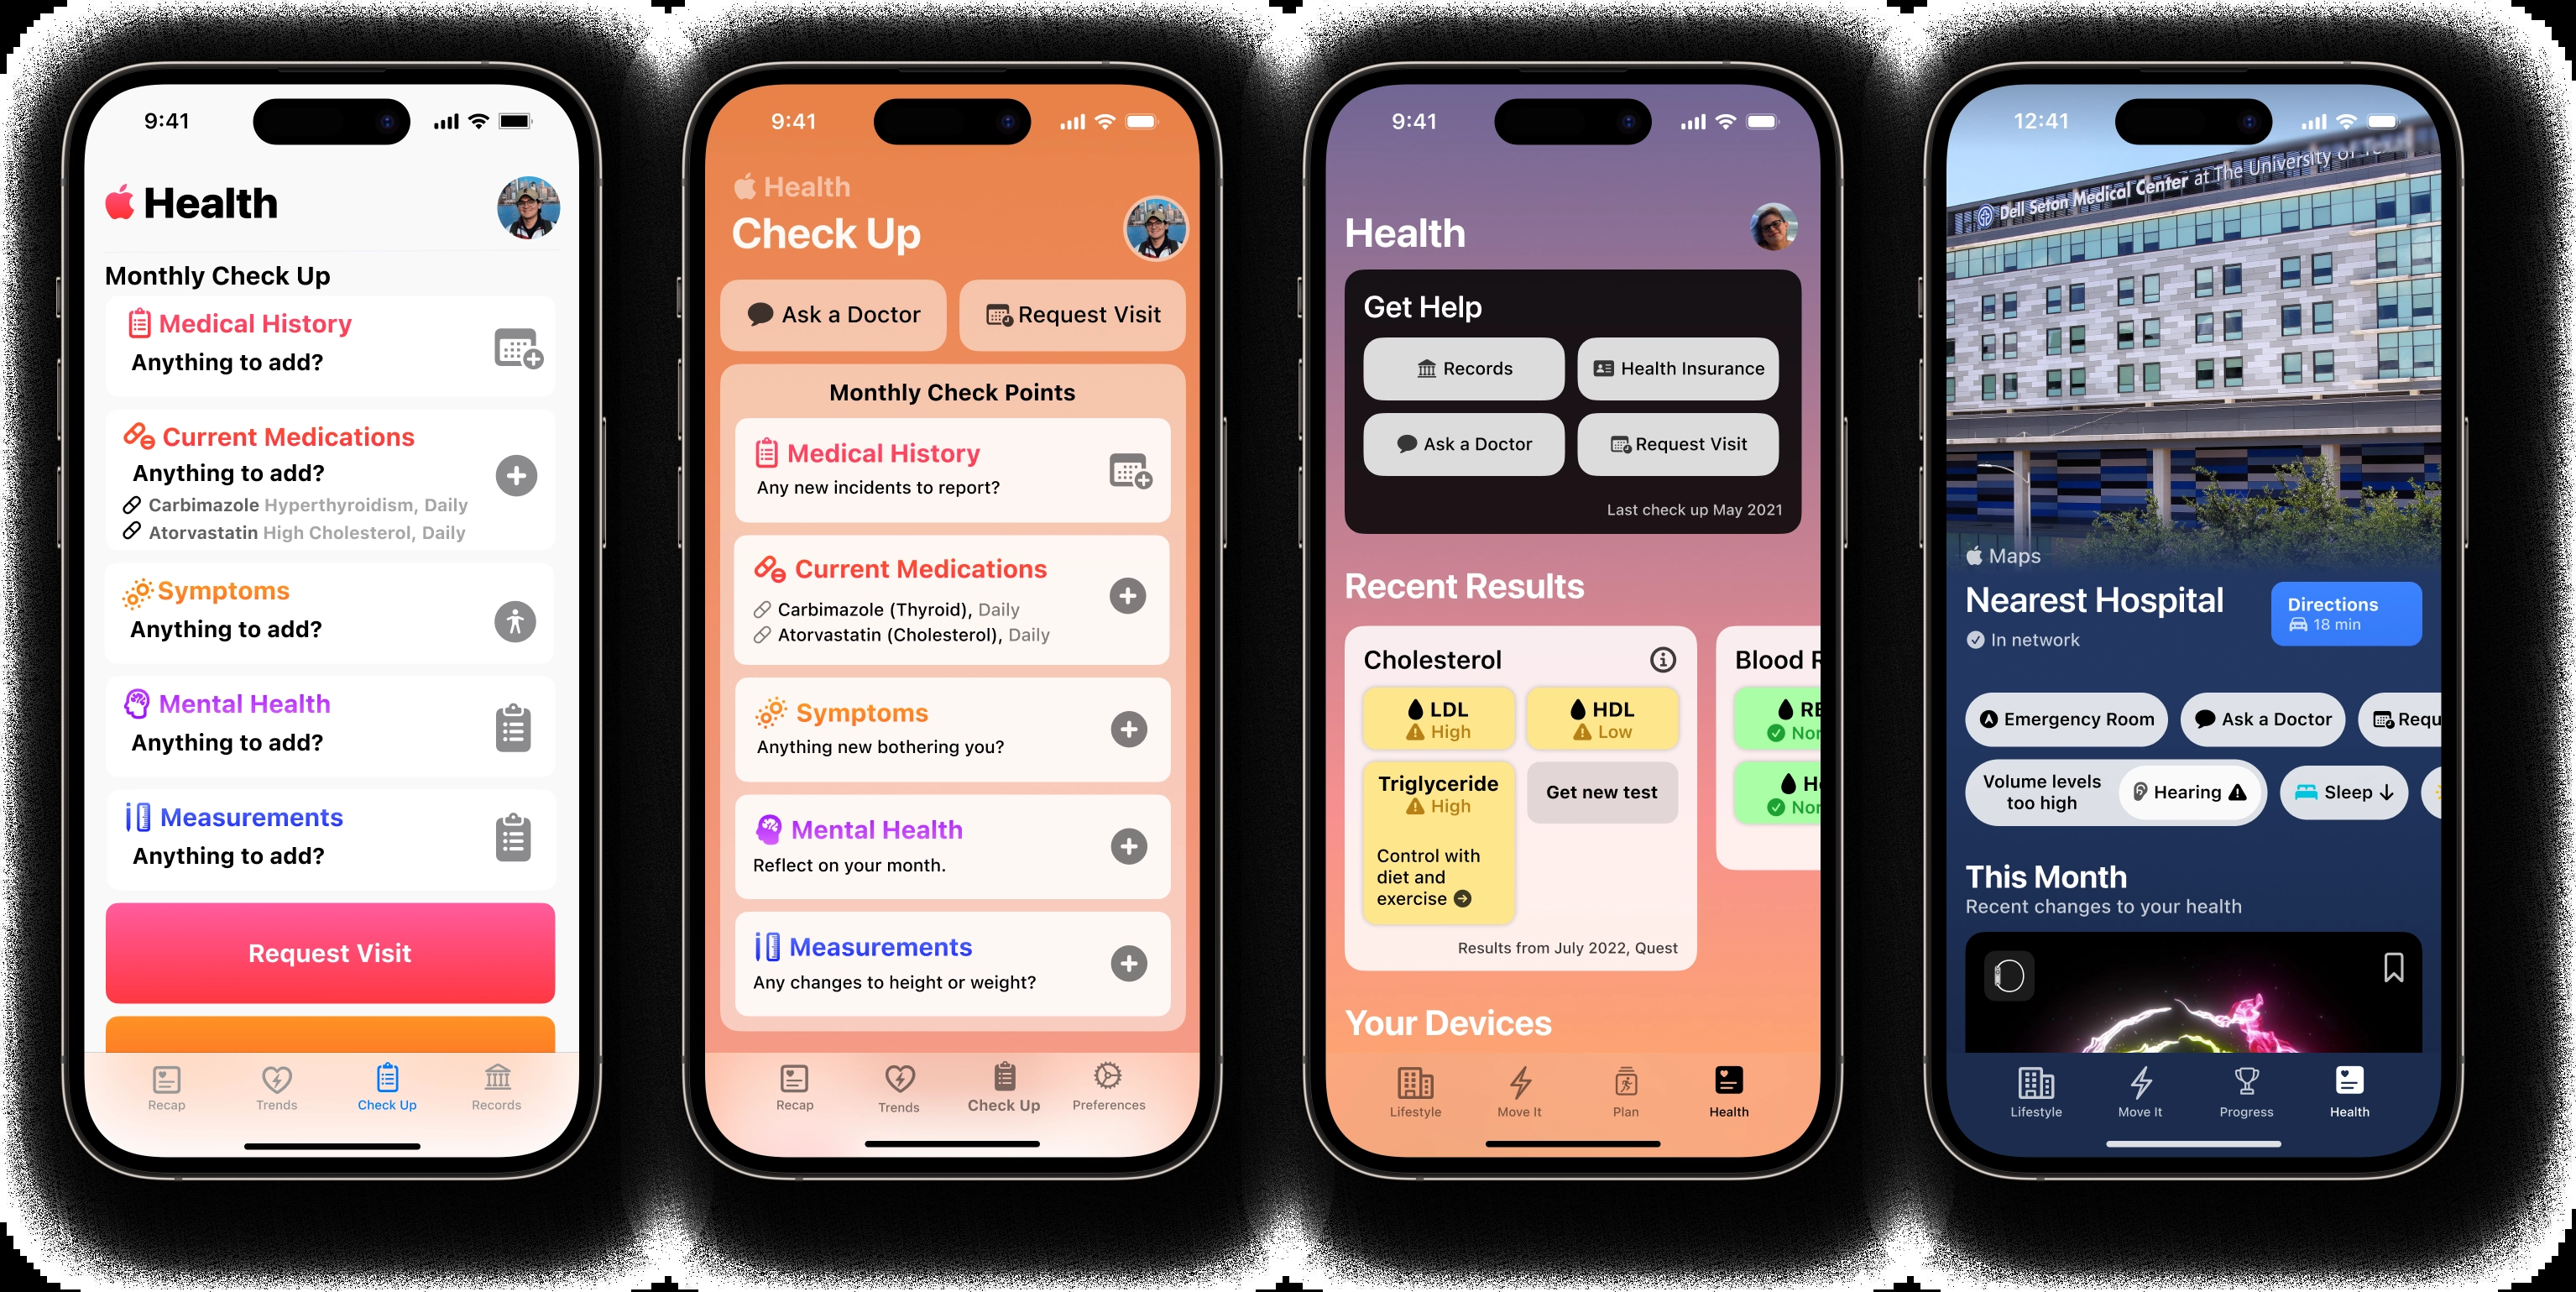 9:41
Health
Monthly Check Up
Medical History
Anything to add?
Current Medications
Anything to add?
Carbimazole Hyperthyroidism, Daily
Atorvastatin High Cholesterol, Daily
Symptoms
Anything to add?
Mental Health
Anything to add?
Measurements
Anything to add?
Request Visit
Recap
Trends
Check Up
Records
9:41
Health
Check Up
Ask a Doctor
Request Visit
Monthly Check Points
Medical History
Any new incidents to report?
Current Medications
Carbimazole (Thyroid), Daily
Atorvastatin (Cholesterol), Daily
Symptoms
Anything new bothering you?
Mental Health
Reflect on your month.
Measurements
Any changes to height or weight?
Recap
Trends
Check Up
Preferences
9:41
Health
Get Help
Records
Health Insurance
Ask a Doctor
Request Visit
Last check up May 2021
Recent Results
Cholesterol
LDL
High
HDL
Low
Triglyceride
High
Control with
diet and
exercise
Get new test
Results from July 2022, Quest
Blood
Your Devices
Lifestyle
Move It
Plan
Health
12:41
Dell Seton Medical Center at The University of
Maps
Nearest Hospital
In network
Directions
18 min
Emergency Room
Ask a Doctor
Requ
Volume levels
too high
Hearing
Sleep
This Month
Recent changes to your health
Lifestyle
Move It
Progress
Health